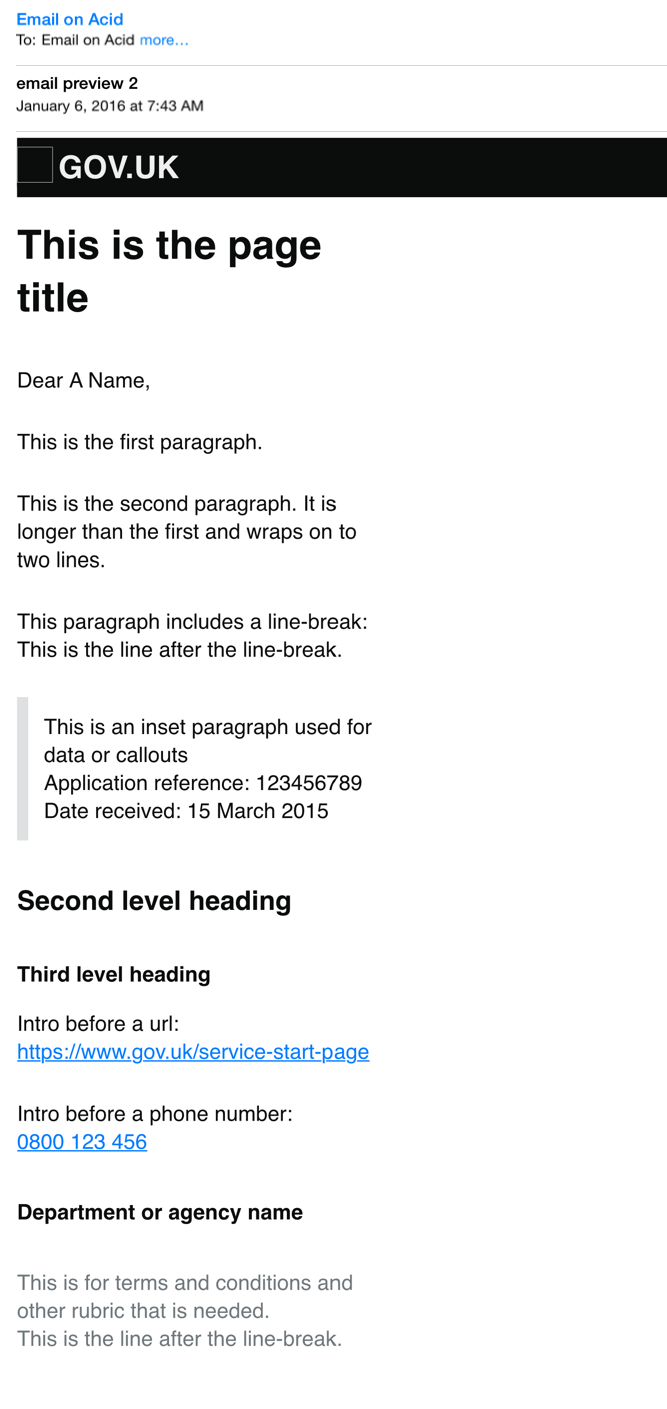 Email on Acid
To: Email on Acid more...
email preview 2
January 6, 2016 at 7:43 AM
GOV.UK
This is the page
title
Dear A Name,
This is the first paragraph.
This is the second paragraph. It is
longer than the first and wraps on to
two lines.
This paragraph includes a line-break:
This is the line after the line-break.
This is an inset paragraph used for
data or callouts
Application reference: 123456789
Date received: 15 March 2015
Second level heading
Third level heading
Intro before a url:
https://www.gov.uk/service-start-page
Intro before a phone number:
0800 123 456
Department or agency name
This is for terms and conditions and
other rubric that is needed.
This is the line after the line-break.